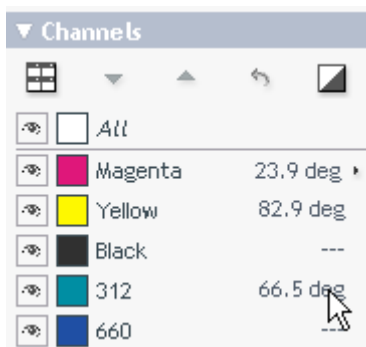 Channels
All
Magenta 23.9 deg
Yellow 82.9 deg
Black ---
312 66.5 deg
660 ---